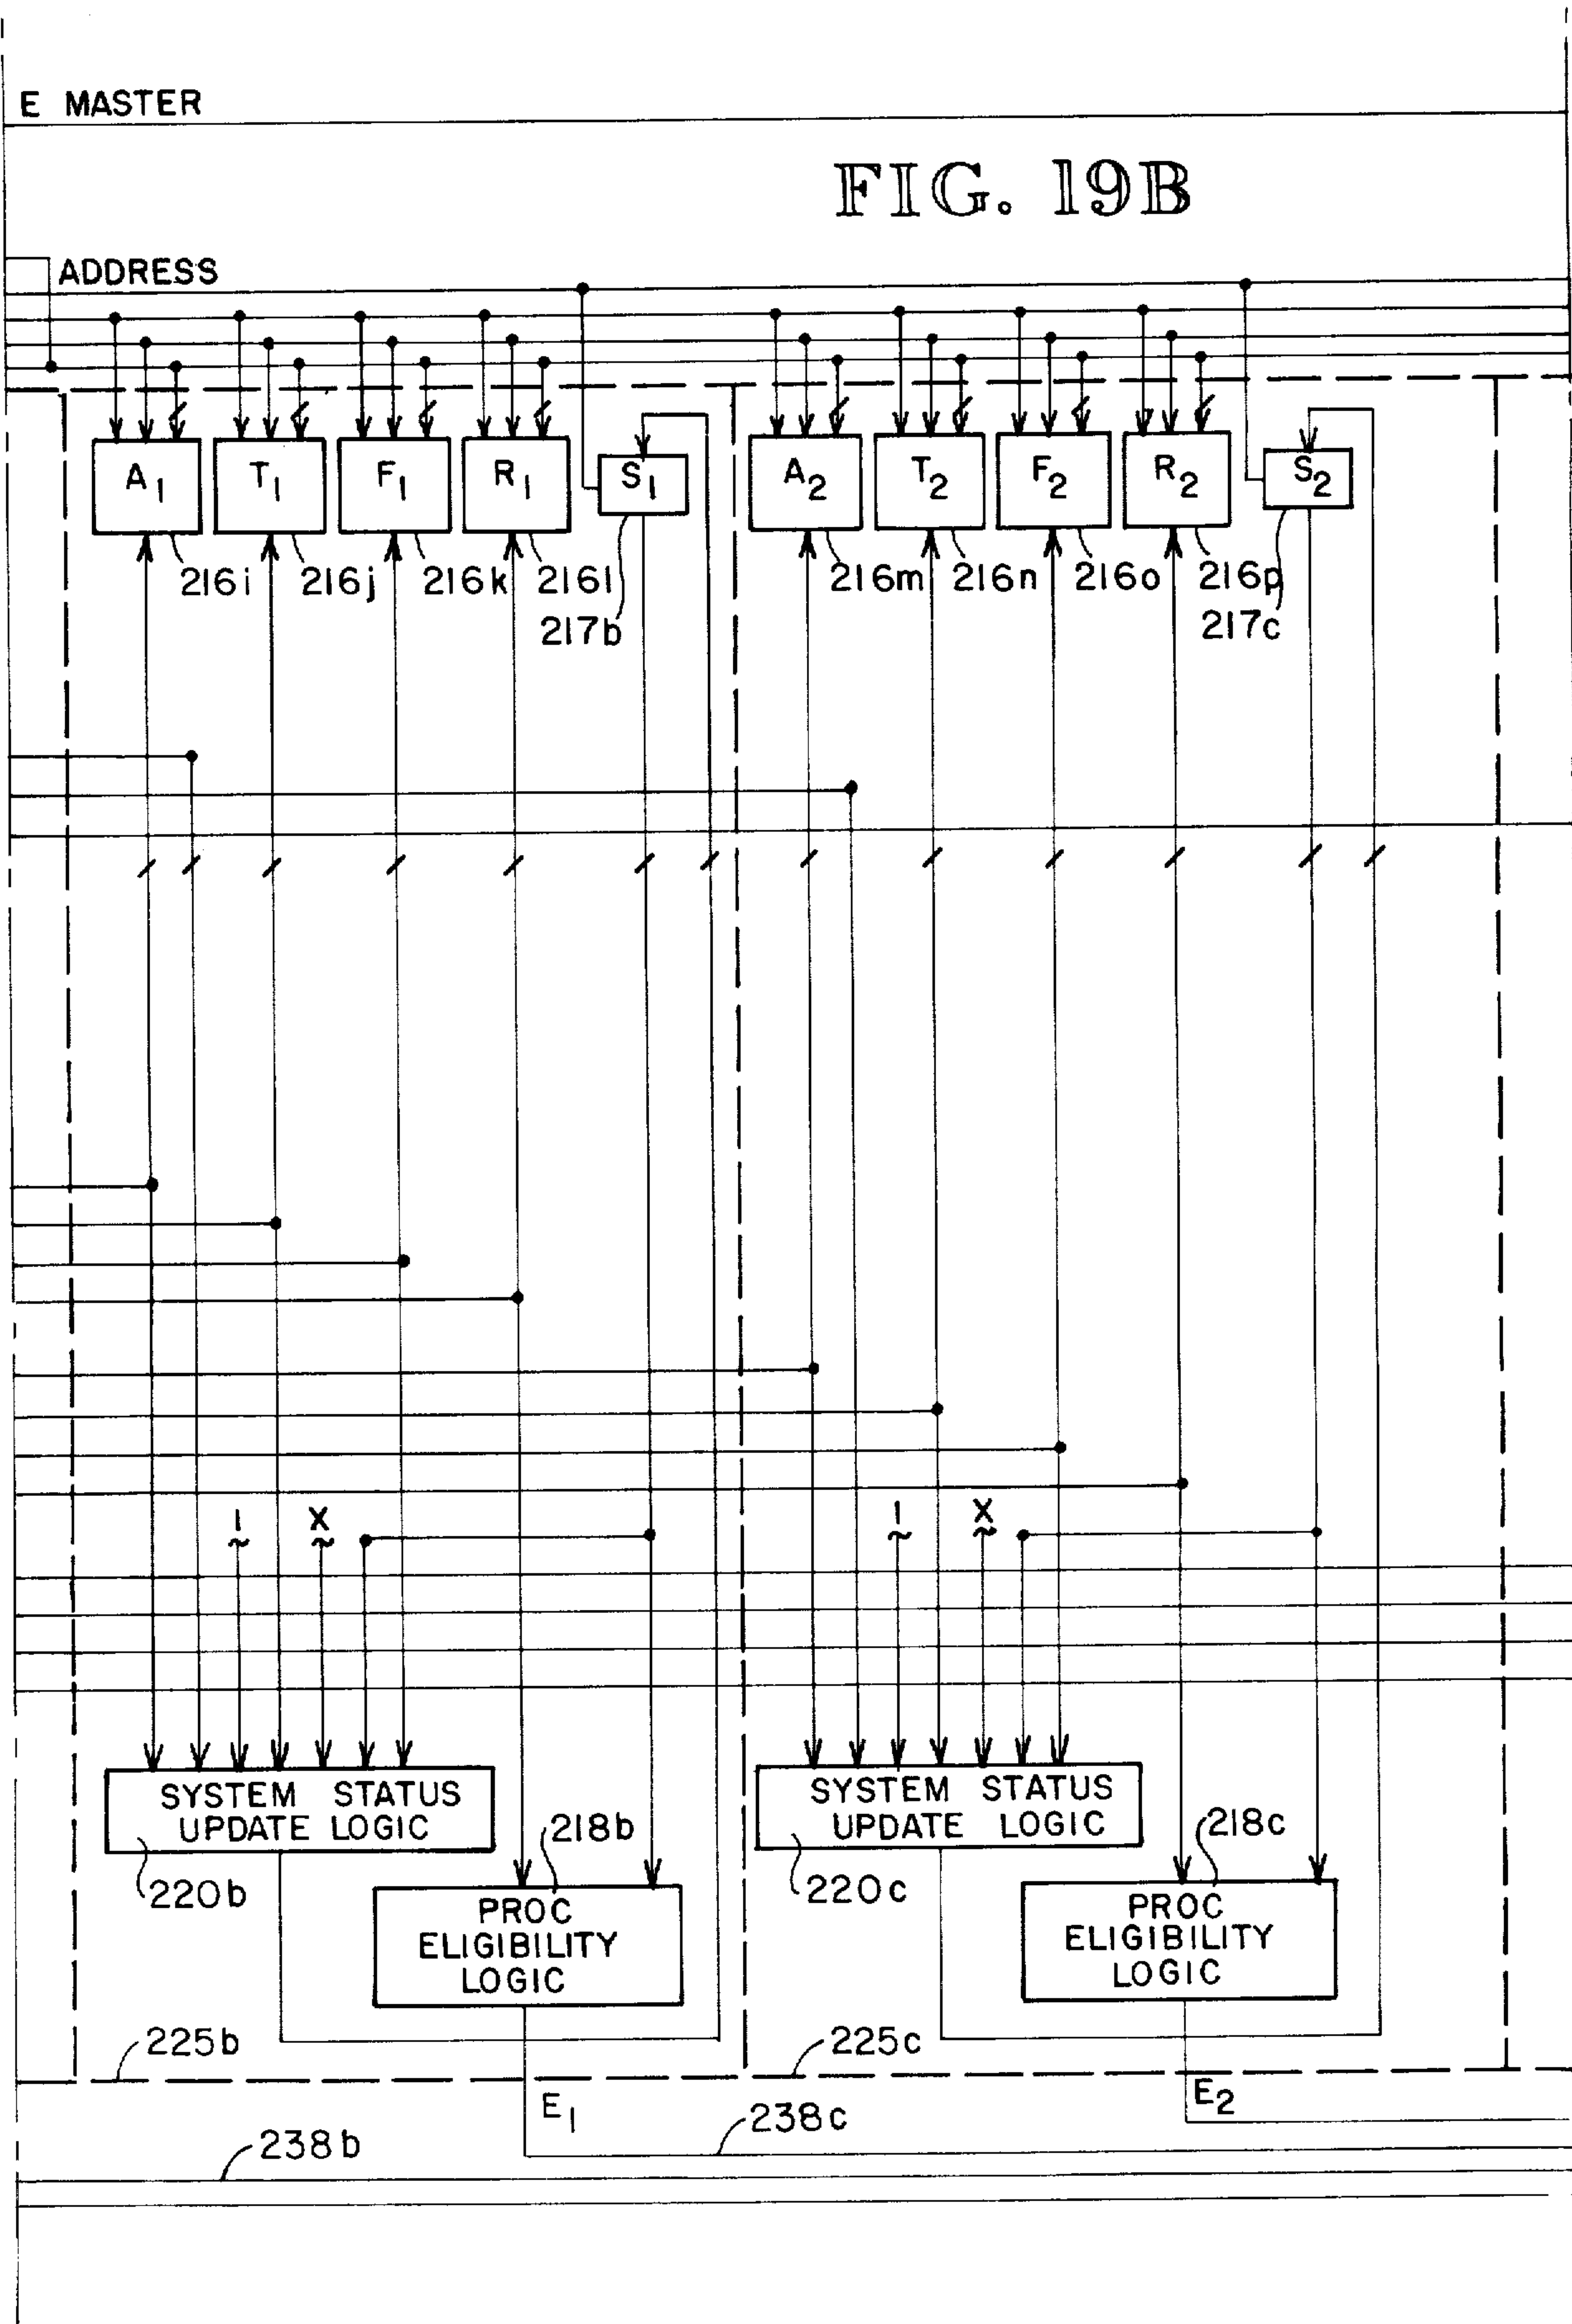 E MASTER
FIG. 19B
ADDRESS
A1 T1 F1 R1 S1 A2 T2 F2 R2 S2
216i 216j 216k 216l 216m 216n 216o 216p
217b 217c
I X I X
SYSTEM STATUS
UPDATE LOGIC
SYSTEM STATUS
UPDATE LOGIC
218b 218c
220b 220c
PROC
ELIGIBILITY
LOGIC
PROC
ELIGIBILITY
LOGIC
225b 225c
E1 E2
238c
238b